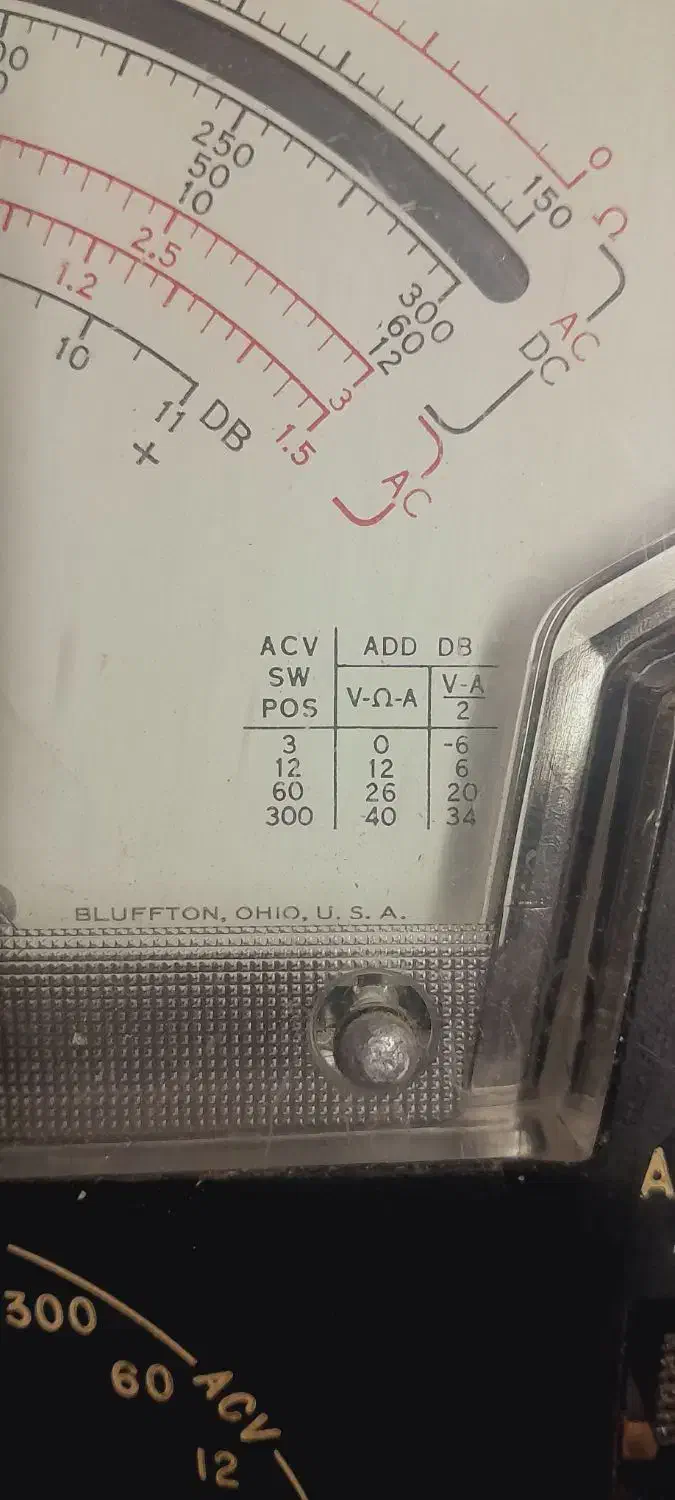 0
Ω
150
AC
DC
250
50
10
300
60
12
2.5
3
1.2
1.5
AC
10
11 DB
+
ACV SW POS
ADD DB
V-Ω-A
V-A
2
3 0 -6
12 12 6
60 26 20
300 40 34
BLUFFTON, OHIO, U. S. A.
A
300
60
ACV
12